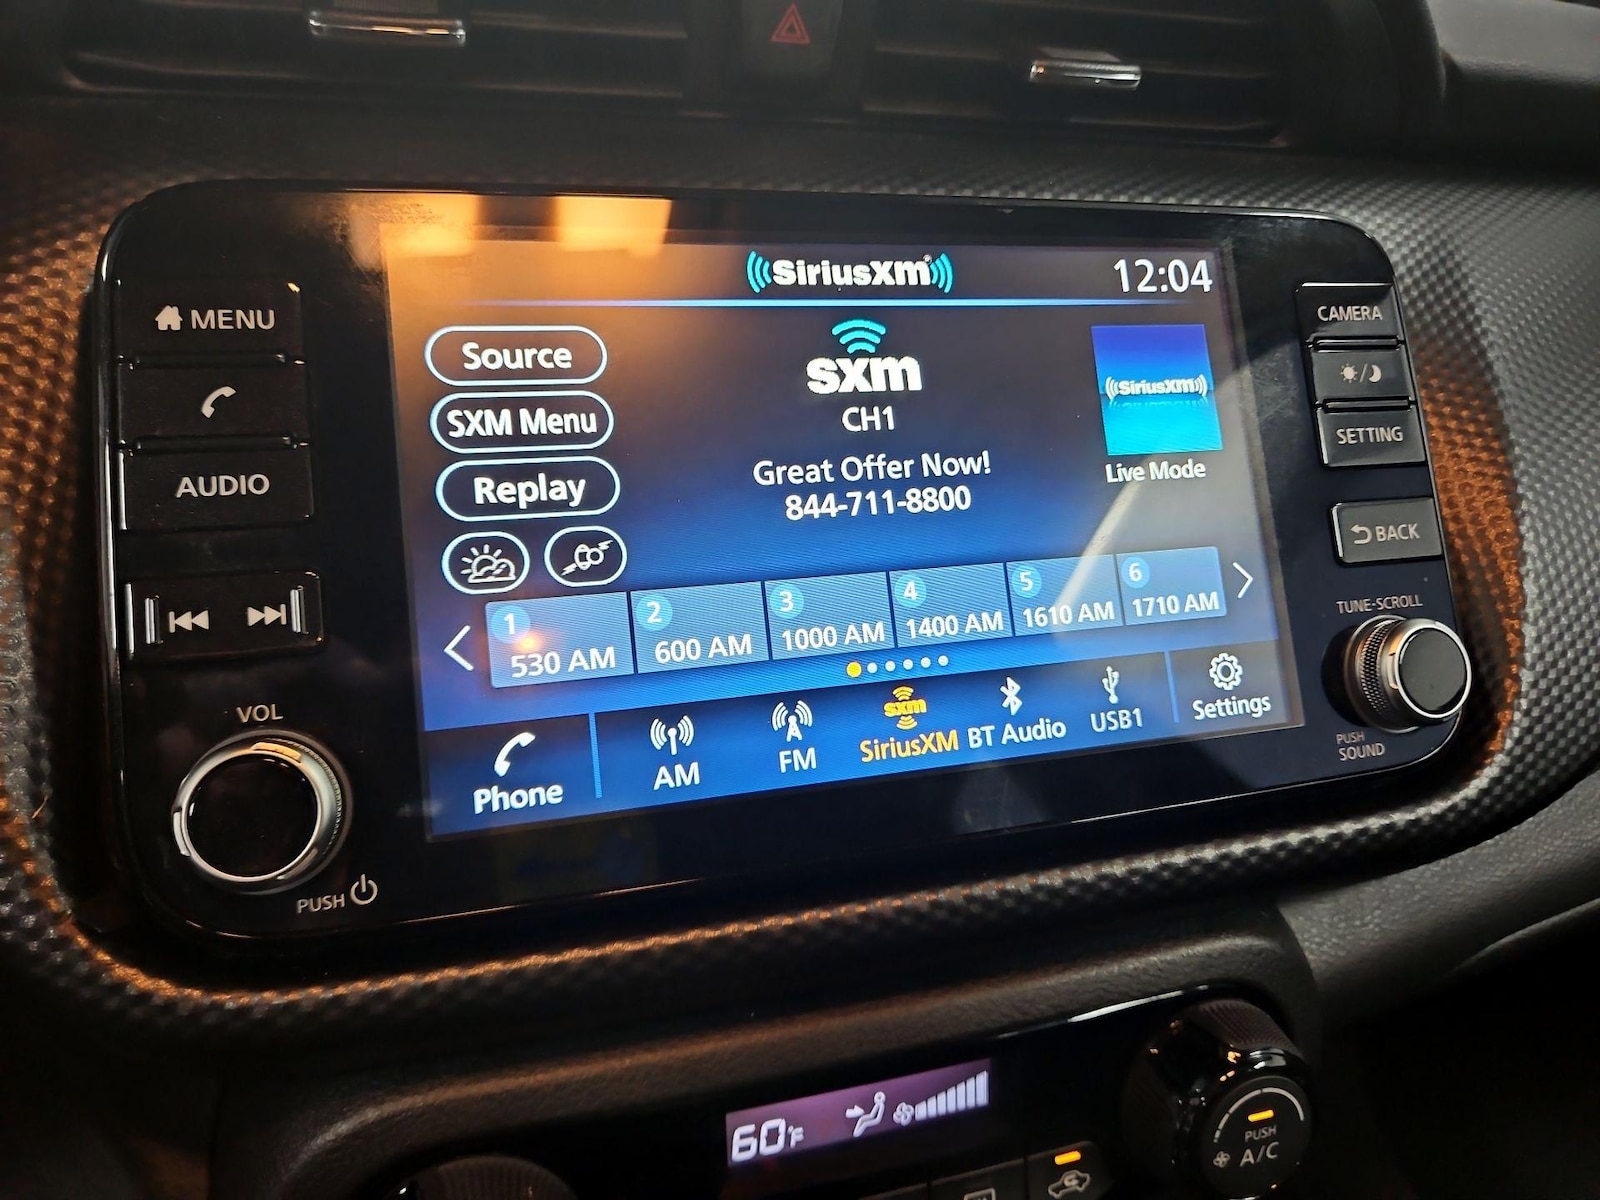 MENU
AUDIO
VOL
PUSH
SiriusXM
12:04
Source
SXM Menu
Replay
sxm
CH1
Great Offer Now!
844-711-8800
SiriusXM
Live Mode
1 530 AM
2 600 AM
3 1000 AM
4 1400 AM
5 1610 AM
6 1710 AM
Phone
AM
FM
sxm
SiriusXM
BT Audio
USB1
Settings
CAMERA
SETTING
BACK
TUNE·SCROLL
PUSH
SOUND
60°F
PUSH
A/C